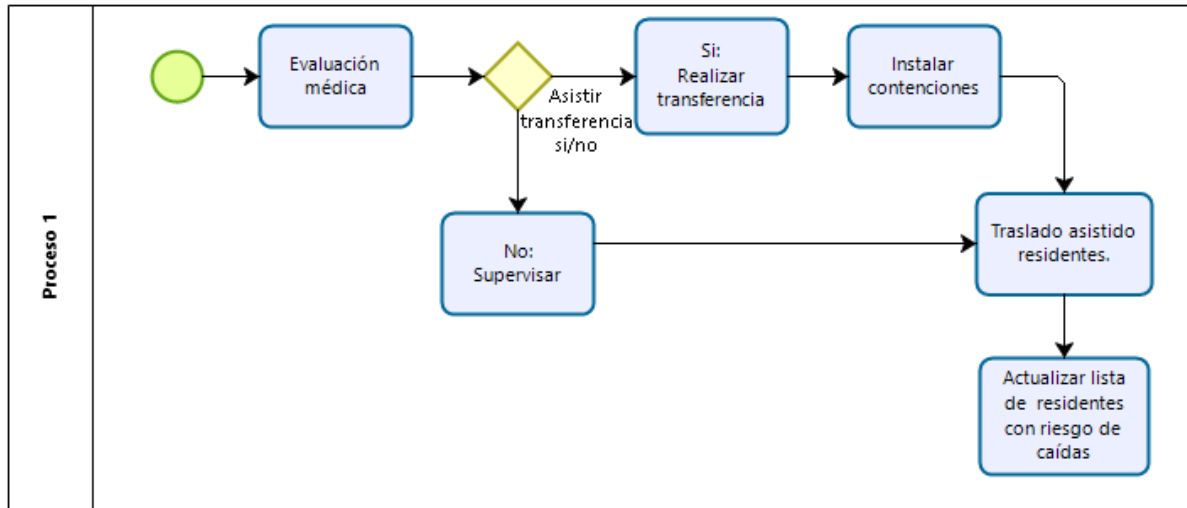 Proceso 1
Evaluación
médica
Asistir
transferencia
si/no
Si:
Realizar
transferencia
Instalar
contenciones
No:
Supervisar
Traslado asistido
residentes.
Actualizar lista
de residentes
con riesgo de
caídas